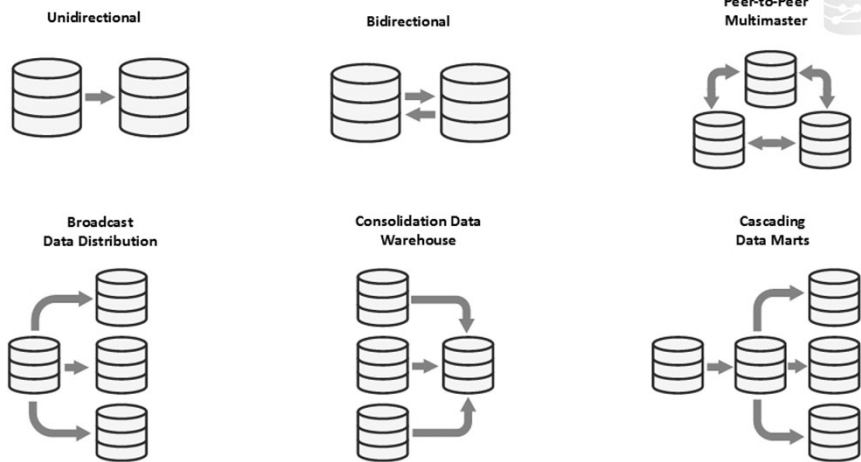 Unidirectional
Bidirectional
Peer-to-Peer
Multimaster
Broadcast
Data Distribution
Consolidation Data
Warehouse
Cascading
Data Marts